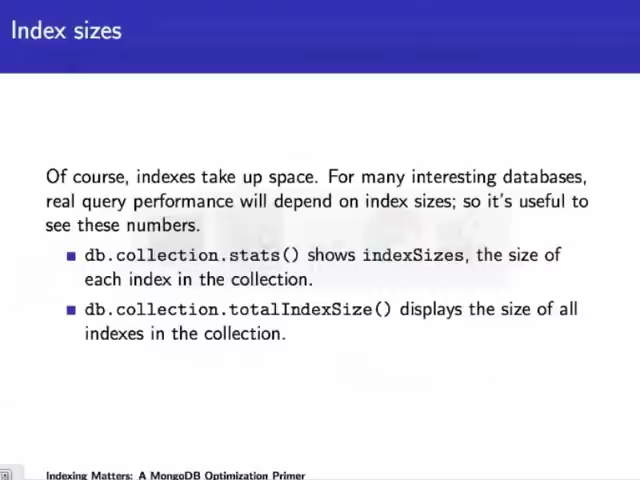 Index sizes
Of course, indexes take up space. For many interesting databases,
real query performance will depend on index sizes; so it's useful to
see these numbers.
db.collection.stats() shows indexSizes, the size of
each index in the collection.
db.collection.totalIndexSize() displays the size of all
indexes in the collection.
Indexing Matters: A MongoDB Optimization Primer